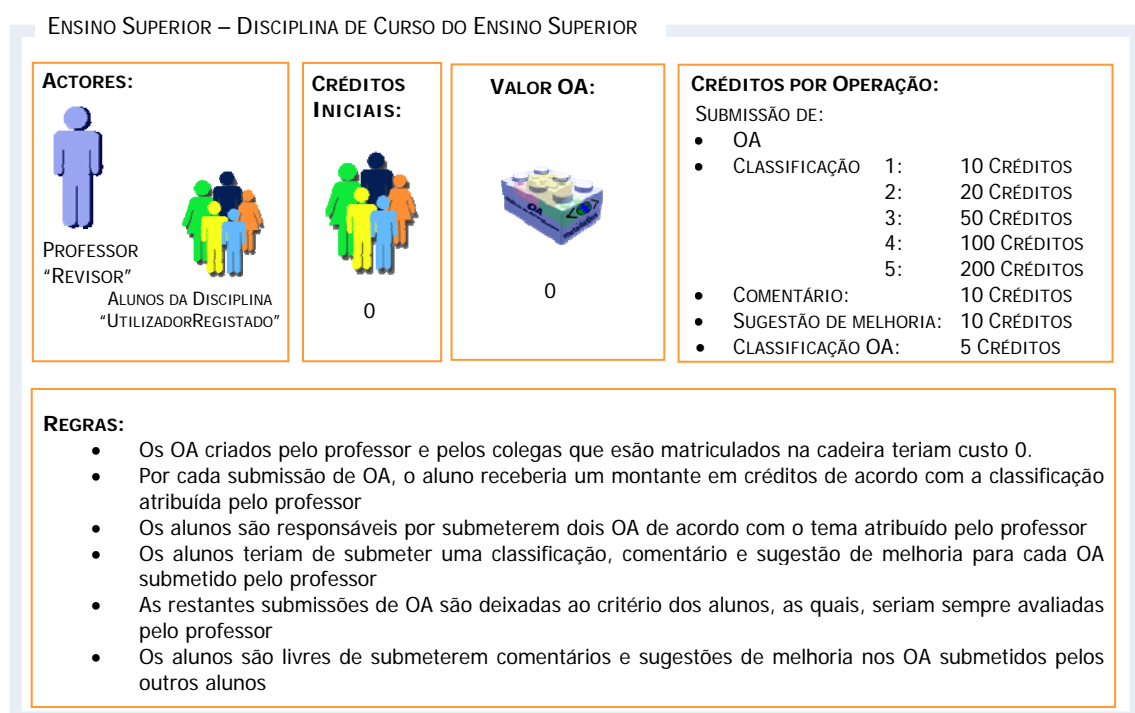 ENSINO SUPERIOR – DISCIPLINA DE CURSO DO ENSINO SUPERIOR
ACTORES:
PROFESSOR
“REVISOR”
ALUNOS DA DISCIPLINA
“UTILIZADORREGISTADO”
CRÉDITOS
INICIAIS:
0
VALOR OA:
OA
0
CRÉDITOS POR OPERAÇÃO:
SUBMISSÃO DE:
• OA
• CLASSIFICAÇÃO 1: 10 CRÉDITOS
2: 20 CRÉDITOS
3: 50 CRÉDITOS
4: 100 CRÉDITOS
5: 200 CRÉDITOS
• COMENTÁRIO: 10 CRÉDITOS
• SUGESTÃO DE MELHORIA: 10 CRÉDITOS
• CLASSIFICAÇÃO OA: 5 CRÉDITOS
REGRAS:
• Os OA criados pelo professor e pelos colegas que esão matriculados na cadeira teriam custo 0.
• Por cada submissão de OA, o aluno receberia um montante em créditos de acordo com a classificação
atribuída pelo professor
• Os alunos são responsáveis por submeterem dois OA de acordo com o tema atribuído pelo professor
• Os alunos teriam de submeter uma classificação, comentário e sugestão de melhoria para cada OA
submetido pelo professor
• As restantes submissões de OA são deixadas ao critério dos alunos, as quais, seriam sempre avaliadas
pelo professor
• Os alunos são livres de submeterem comentários e sugestões de melhoria nos OA submetidos pelos
outros alunos